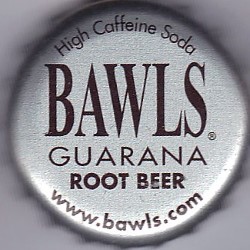 High Caffeine Soda
BAWLS®
GUARANA
ROOT BEER
www.bawls.com